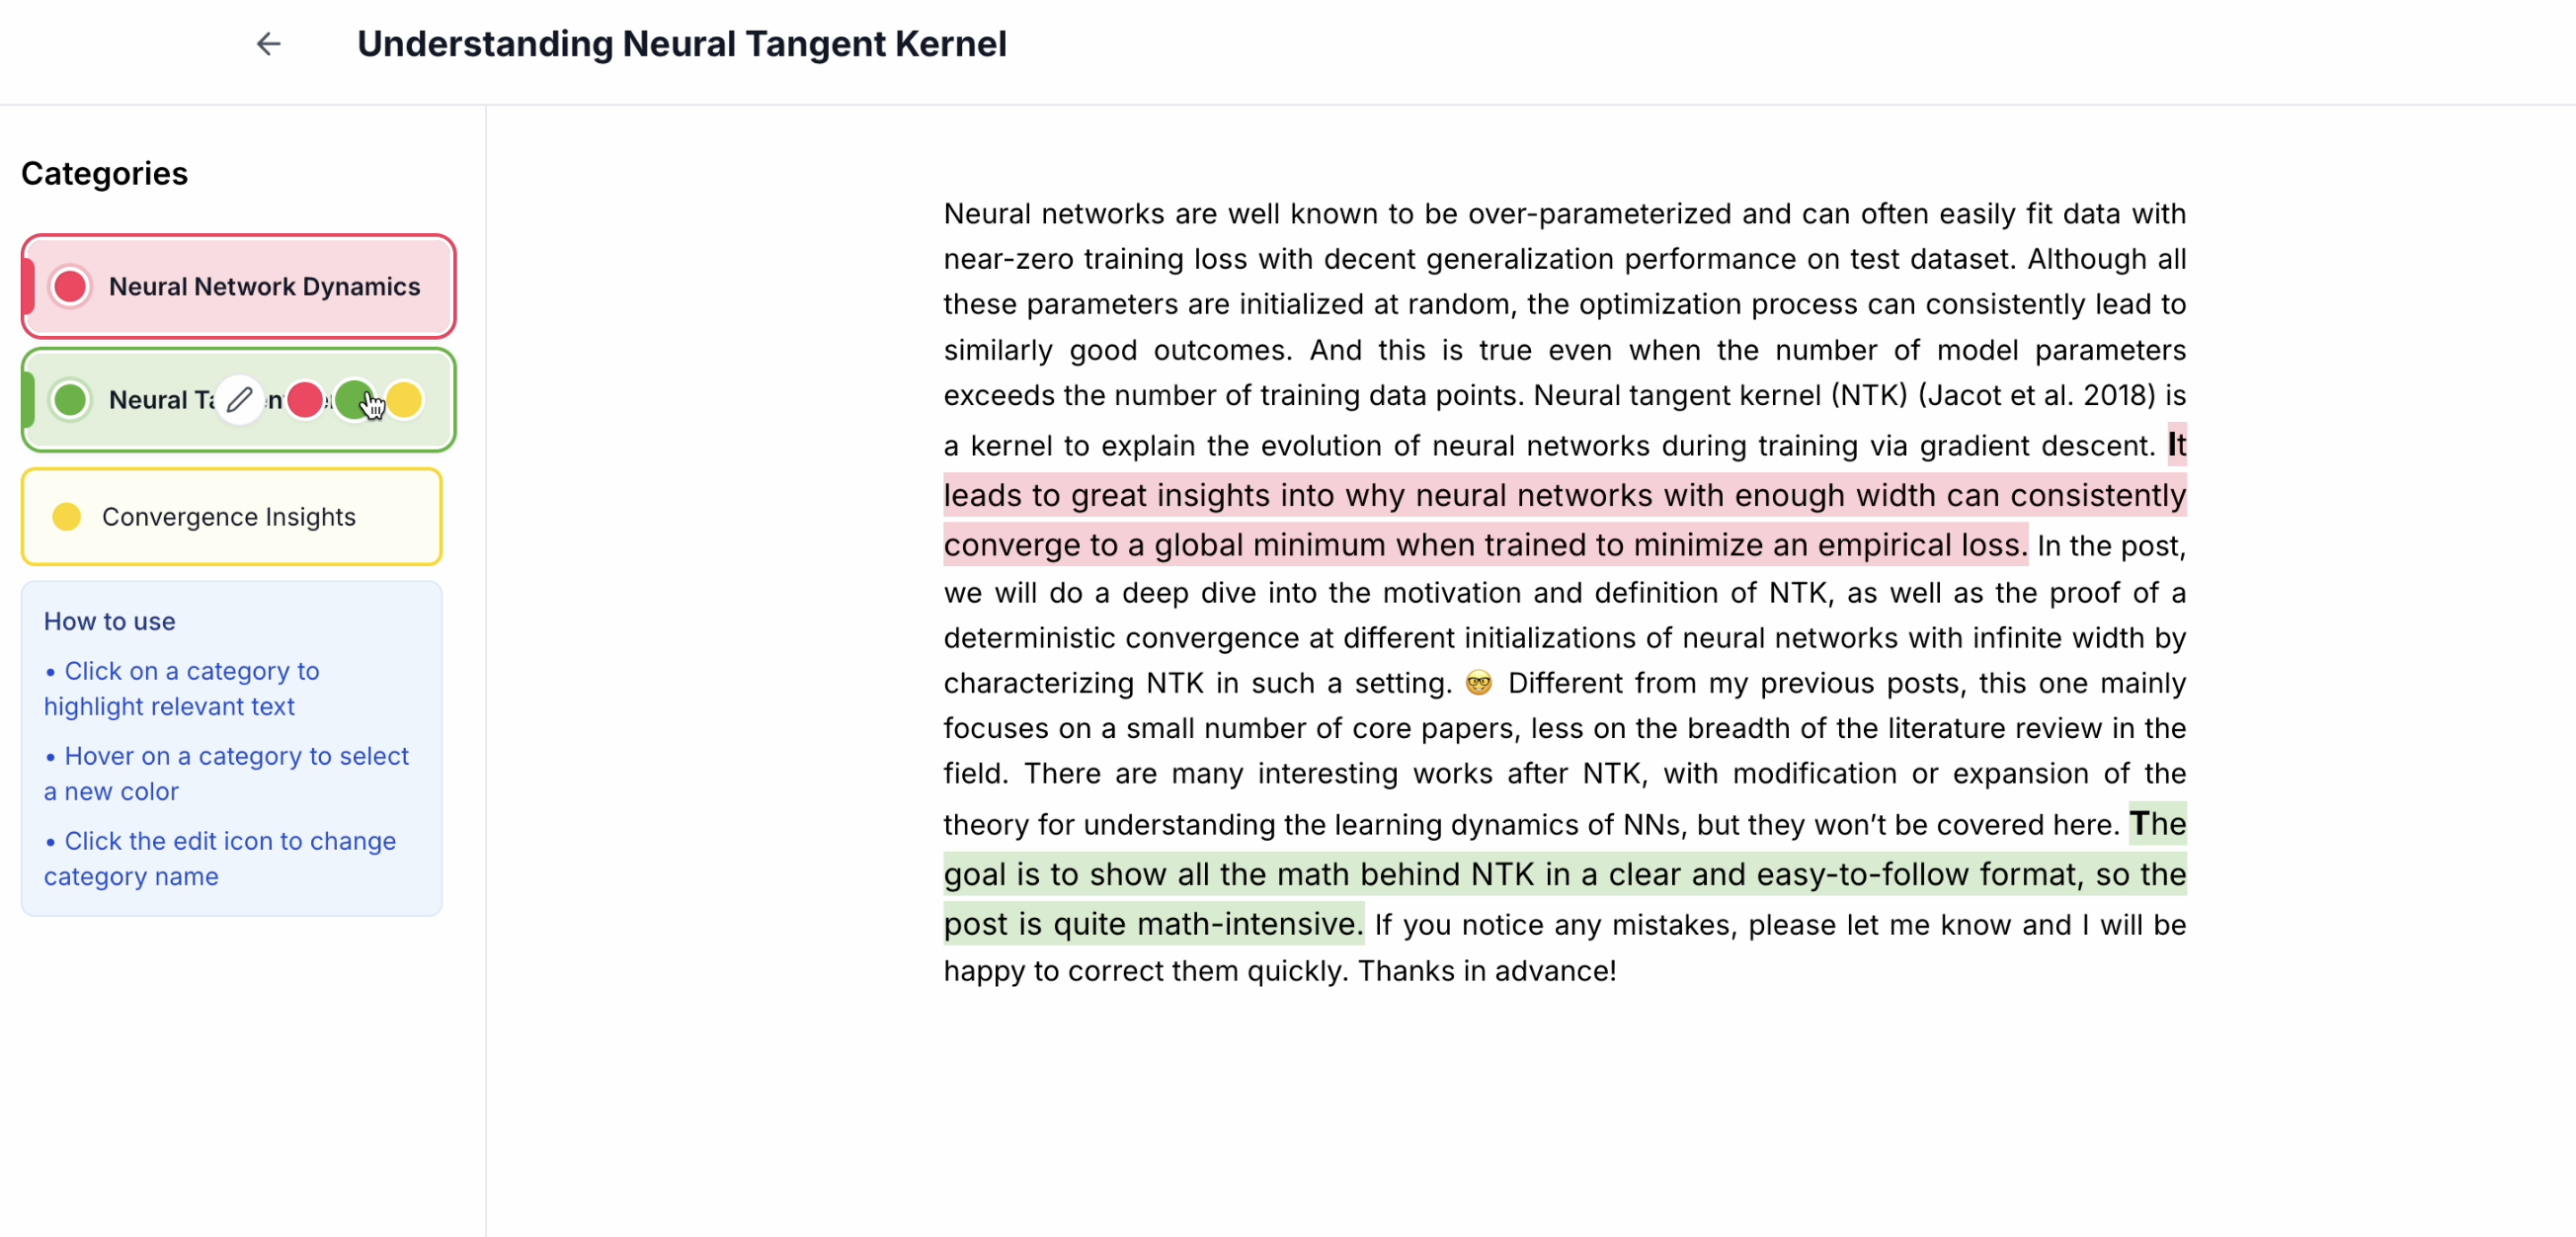 Understanding Neural Tangent Kernel
Categories
Neural Network Dynamics
Neural
Convergence Insights
How to use
• Click on a category to
highlight relevant text
• Hover on a category to select
a new color
• Click the edit icon to change
category name
Neural networks are well known to be over-parameterized and can often easily fit data with
near-zero training loss with decent generalization performance on test dataset. Although all
these parameters are initialized at random, the optimization process can consistently lead to
similarly good outcomes. And this is true even when the number of model parameters
exceeds the number of training data points. Neural tangent kernel (NTK) (Jacot et al. 2018) is
a kernel to explain the evolution of neural networks during training via gradient descent. It
leads to great insights into why neural networks with enough width can consistently
converge to a global minimum when trained to minimize an empirical loss. In the post,
we will do a deep dive into the motivation and definition of NTK, as well as the proof of a
deterministic convergence at different initializations of neural networks with infinite width by
characterizing NTK in such a setting. 🤓 Different from my previous posts, this one mainly
focuses on a small number of core papers, less on the breadth of the literature review in the
field. There are many interesting works after NTK, with modification or expansion of the
theory for understanding the learning dynamics of NNs, but they won’t be covered here. The
goal is to show all the math behind NTK in a clear and easy-to-follow format, so the
post is quite math-intensive. If you notice any mistakes, please let me know and I will be
happy to correct them quickly. Thanks in advance!